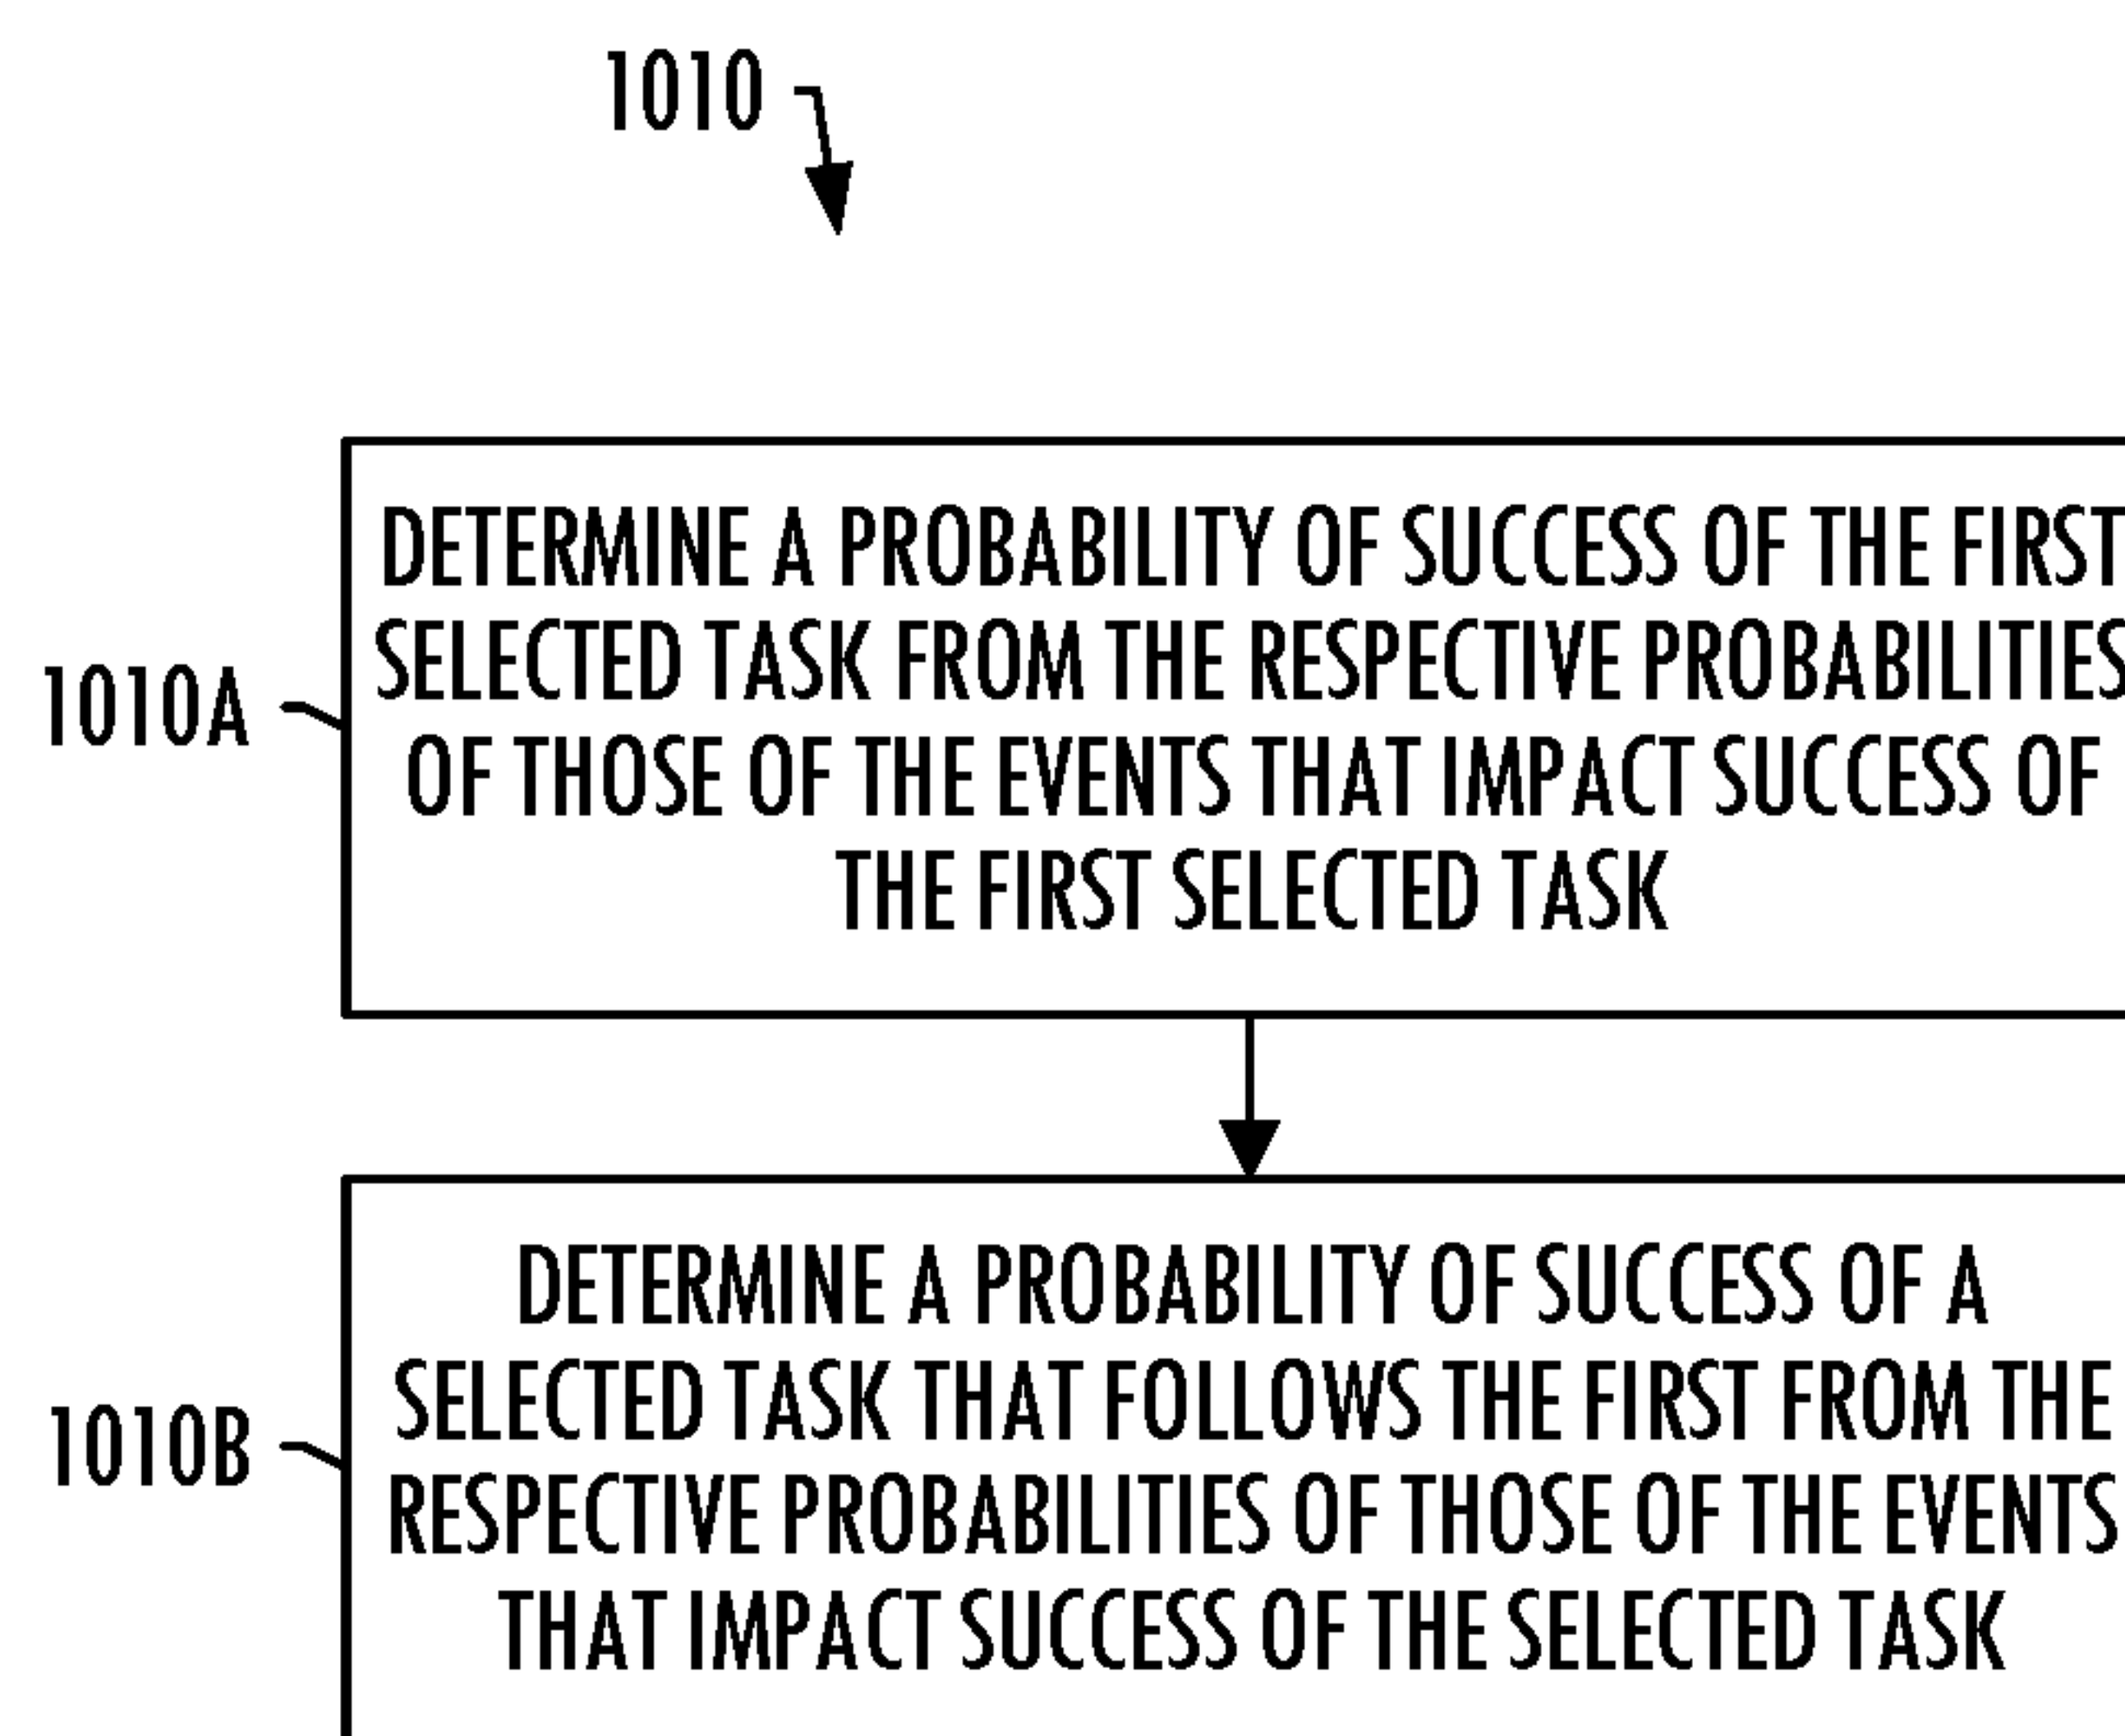 1010
DETERMINE A PROBABILITY OF SUCCESS OF THE FIRST
SELECTED TASK FROM THE RESPECTIVE PROBABILITIES
OF THOSE OF THE EVENTS THAT IMPACT SUCCESS OF
THE FIRST SELECTED TASK
1010A
DETERMINE A PROBABILITY OF SUCCESS OF A
SELECTED TASK THAT FOLLOWS THE FIRST FROM THE
RESPECTIVE PROBABILITIES OF THOSE OF THE EVENTS
THAT IMPACT SUCCESS OF THE SELECTED TASK
1010B